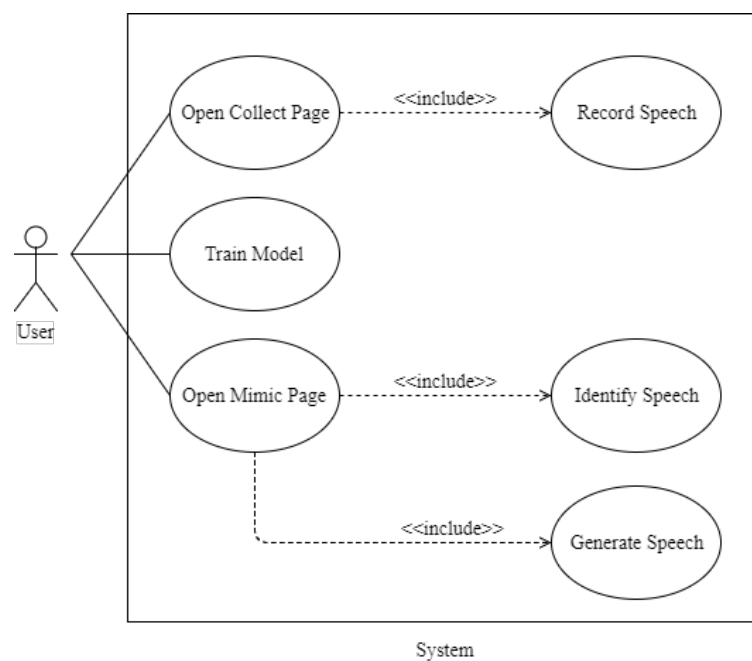 Open Collect Page
<<include>>
Record Speech
Train Model
User
Open Mimic Page
<<include>>
Identify Speech
<<include>>
Generate Speech
System